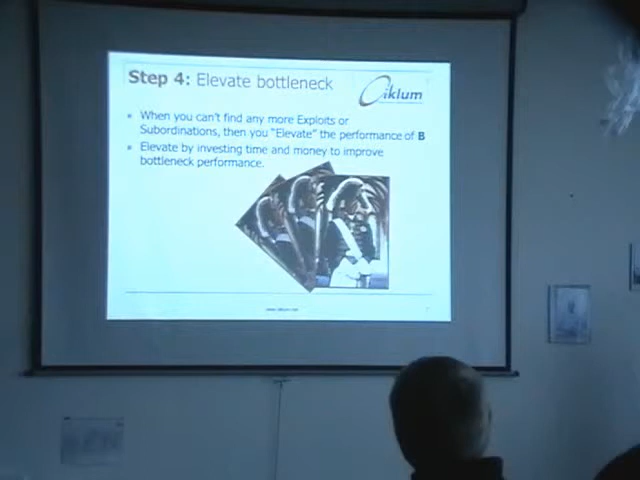 Step 4: Elevate bottleneck
Ciklum
When you can't find any more Exploits or
Subordinations, then you "Elevate" the performance of B
Elevate by investing time and money to improve
bottleneck performance.